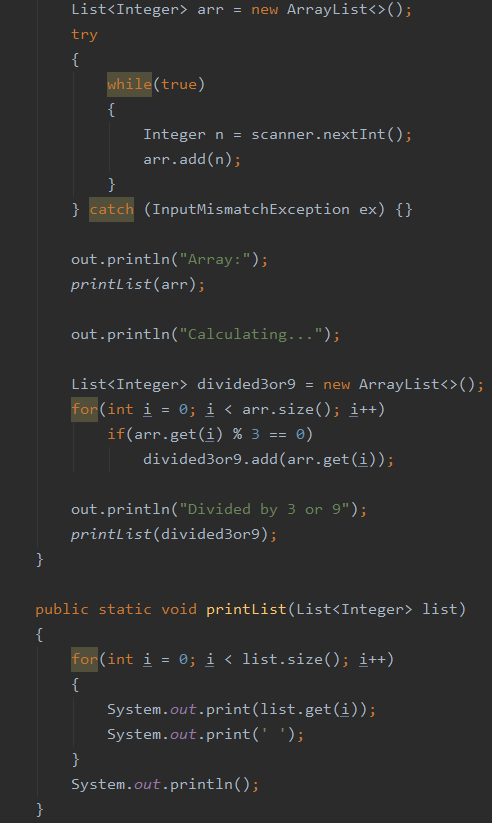 List<Integer> arr = new ArrayList<>();
try
{
while(true)
{
Integer n = scanner.nextInt();
arr.add(n);
}
} catch (InputMismatchException ex) {}
out.println("Array:");
printList(arr);
out.println("Calculating...");
List<Integer> divided3or9 = new ArrayList<>();
for(int i = 0; i < arr.size(); i++)
if(arr.get(i) % 3 == 0)
divided3or9.add(arr.get(i));
out.println("Divided by 3 or 9");
printList(divided3or9);
}
public static void printList(List<Integer> list)
{
for(int i = 0; i < list.size(); i++)
{
System.out.print(list.get(i));
System.out.print(' ');
}
System.out.println();
}